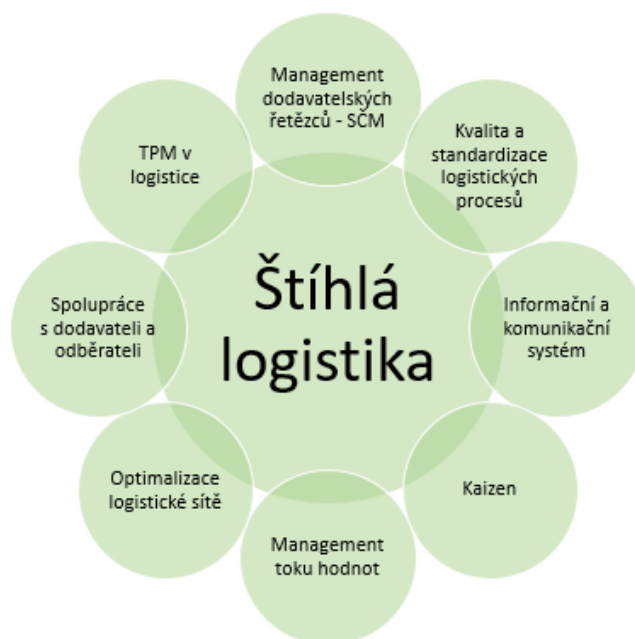 Management
dodavatelských
řetězců - SČM
Kvalita a
standardizace
logistických
procesů
Informační a
komunikační
systém
Kaizen
Management
toku hodnot
Optimalizace
logistické sítě
Spolupráce
s dodavateli a
odběrateli
TPM v
logistice
Štíhlá
logistika